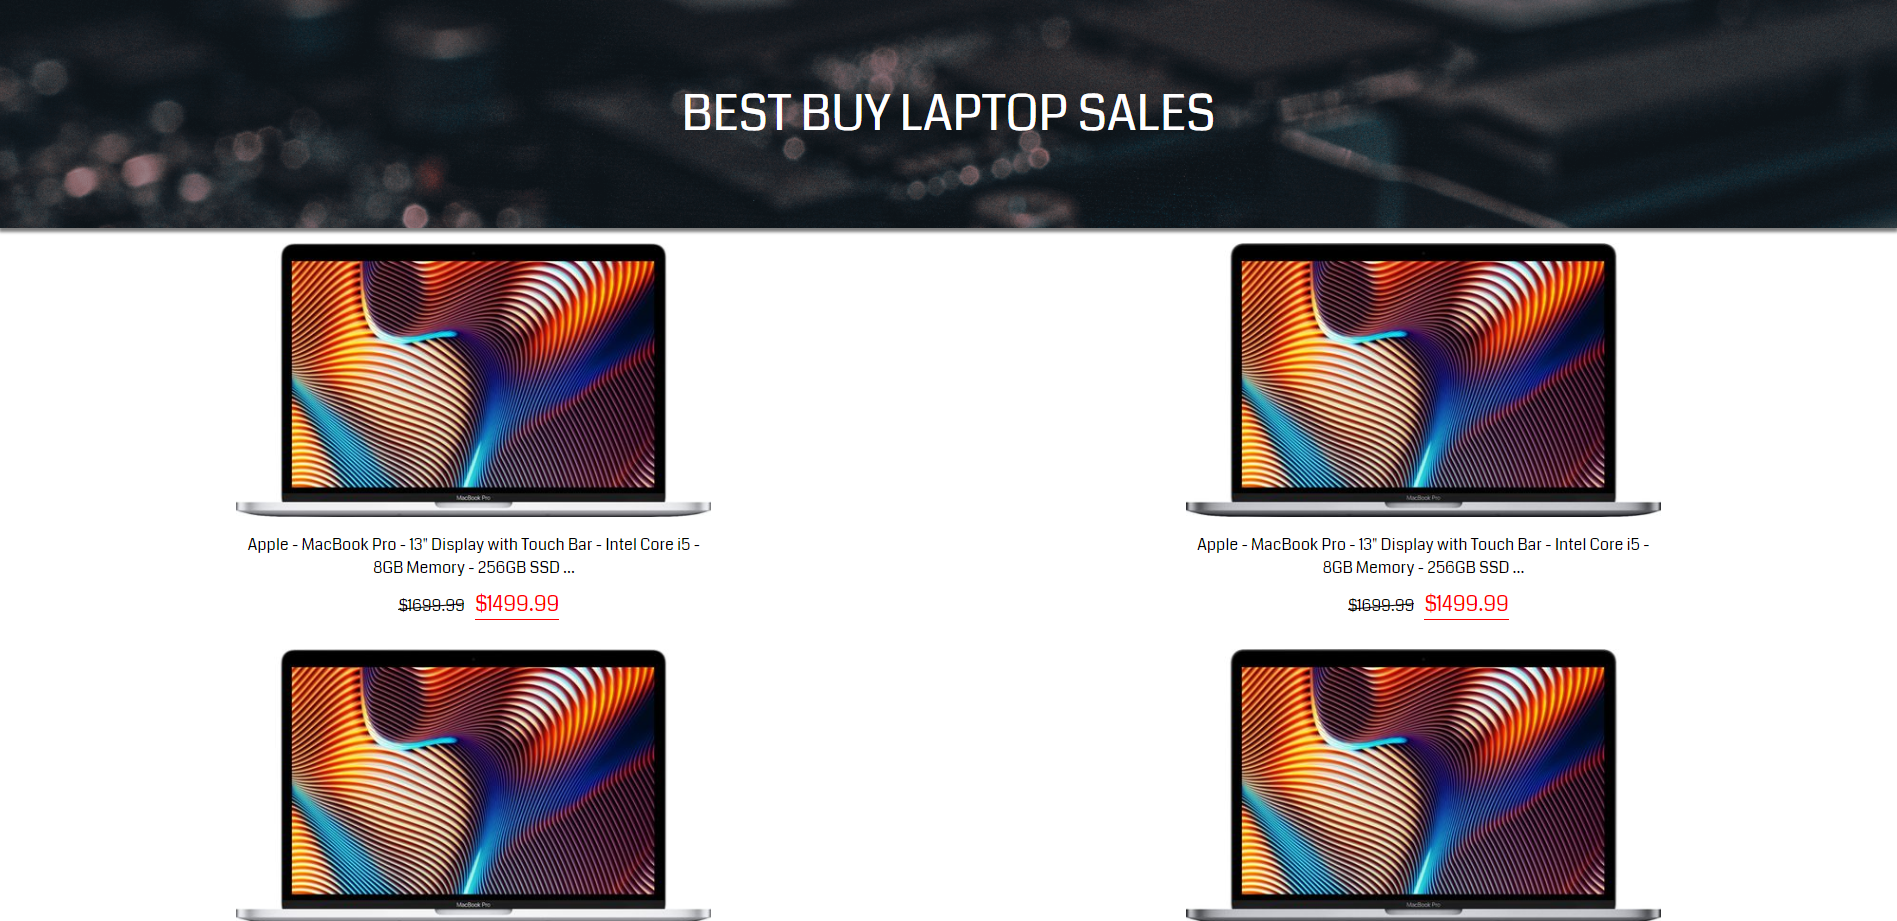 BEST BUY LAPTOP SALES
MacBook Pro
MacBook Pro
Apple - MacBook Pro - 13" Display with Touch Bar - Intel Core i5 -
8GB Memory - 256GB SSD ...
$1699.99 $1499.99
Apple - MacBook Pro - 13" Display with Touch Bar - Intel Core i5 -
8GB Memory - 256GB SSD ...
$1699.99 $1499.99
MacBook Pro
MacBook Pro